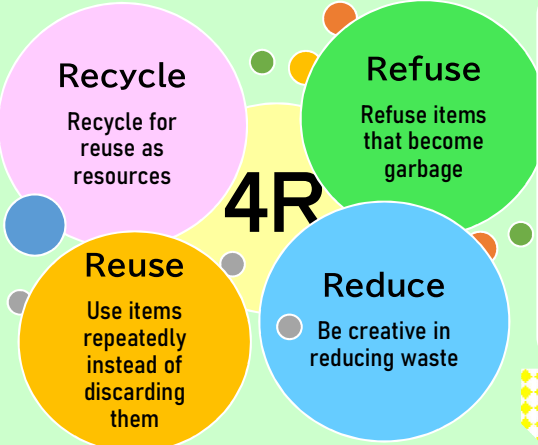 Recycle
Recycle for
reuse as
resources
Refuse
Refuse items
that become
garbage
4R
Reuse
Use items
repeatedly
instead of
discarding
them
Reduce
Be creative in
reducing waste